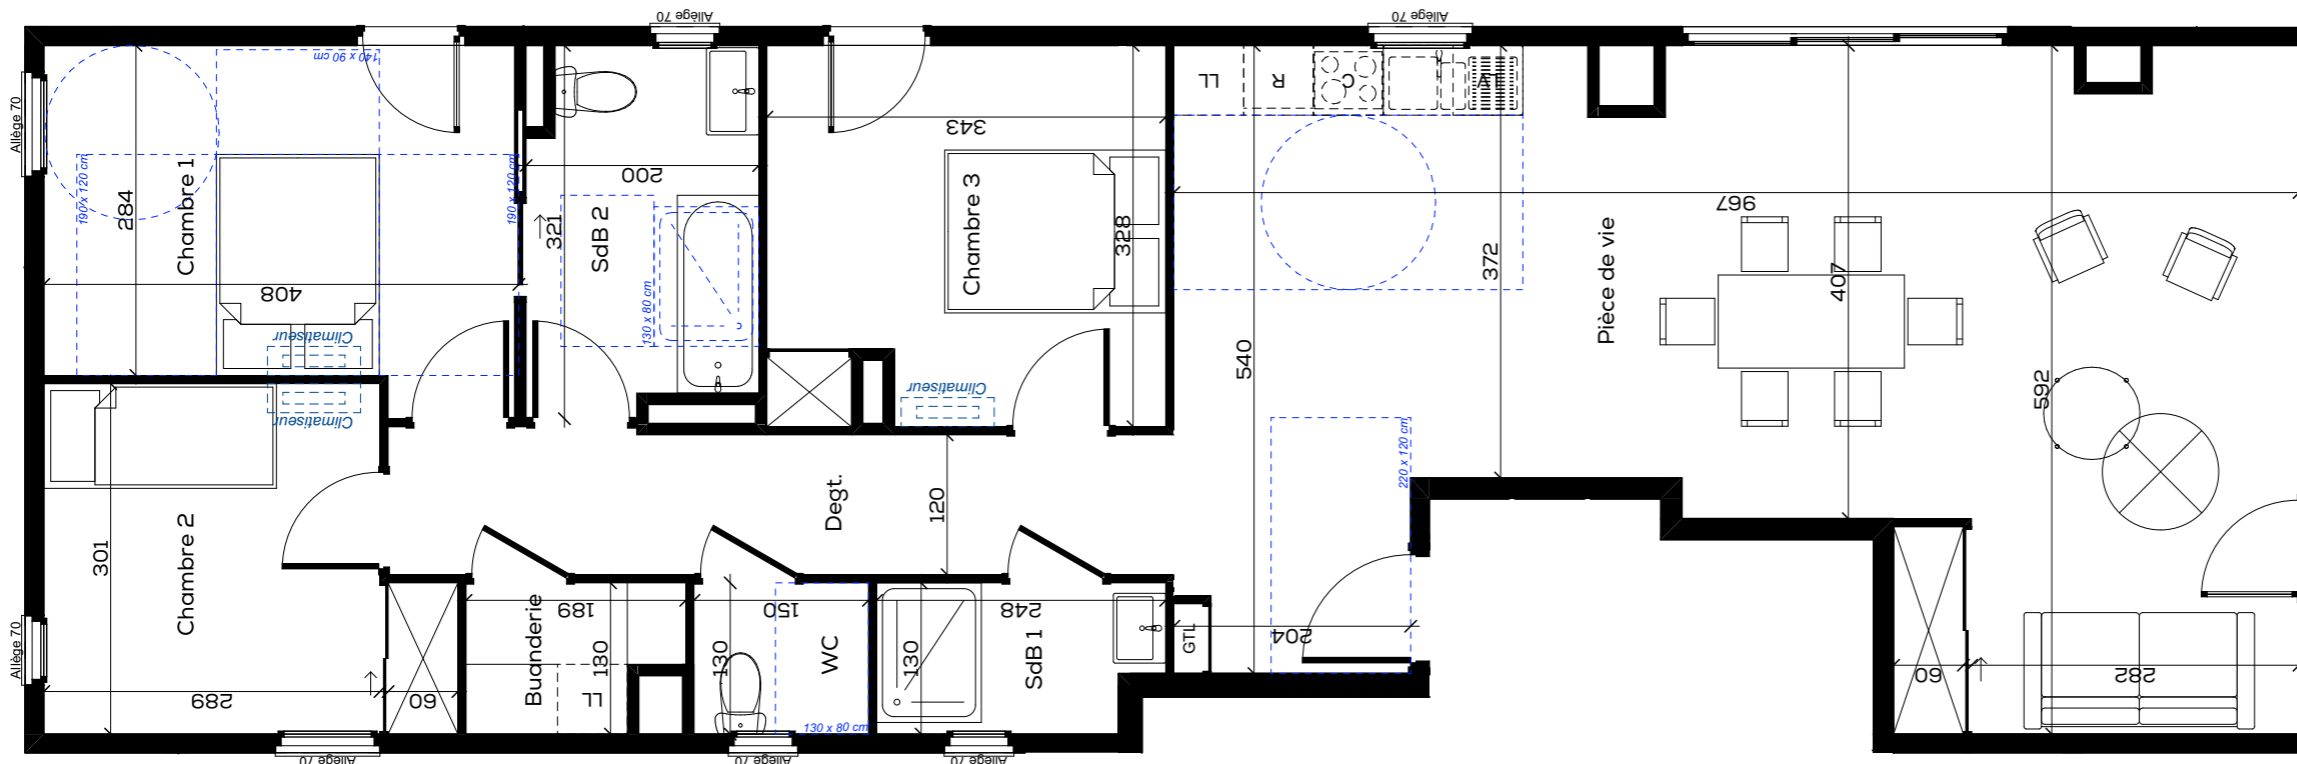 Allège 70
Allège 70
140 x 90 cm
Allège 70
190 x 120 cm
284
Chambre 1
408
Climatiseur
190 x 120 cm
321
200
SdB 2
130 x 80 cm
343
Chambre 3
328
Climatiseur
LL
R
C
LV
967
372
540
Pièce de vie
407
592
220 x 120 cm
Climatiseur
301
Chambre 2
289
60
Allège 70
Allège 70
Degt.
120
Buanderie
189
130
LL
130
150
WC
130 x 80 cm
Allège 70
130
248
SdB 1
Allège 70
GTL
204
60
282